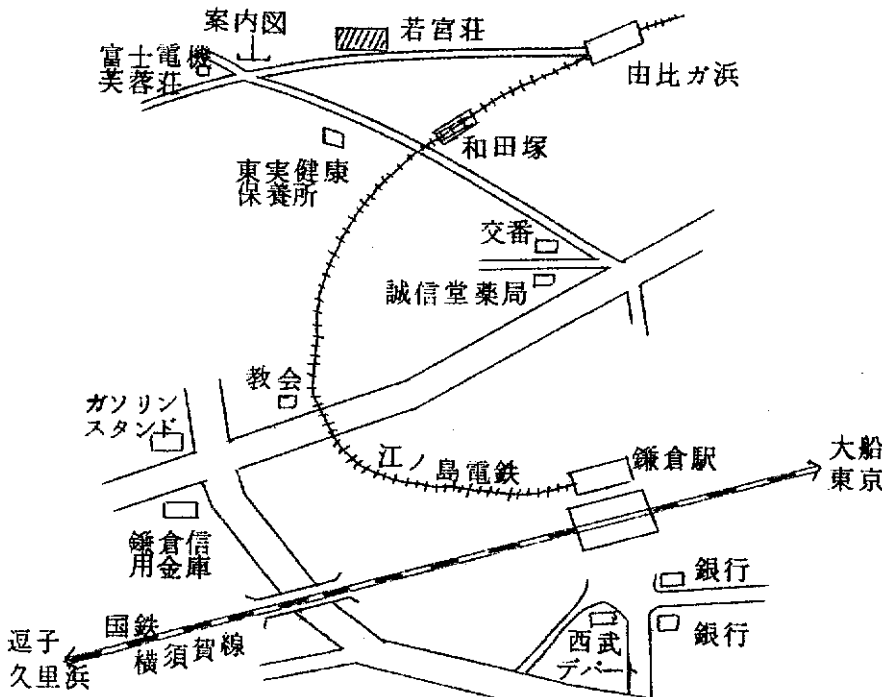 案内図
若宮荘
富士電機
芙蓉荘
由比ガ浜
和田塚
東実健康
保養所
交番
誠信堂薬局
教会
ガソリン
スタンド
江ノ島電鉄
鎌倉駅
大船
東京
鎌倉信
用金庫
銀行
国鉄
横須賀線
逗子
久里浜
西武
デパート
銀行